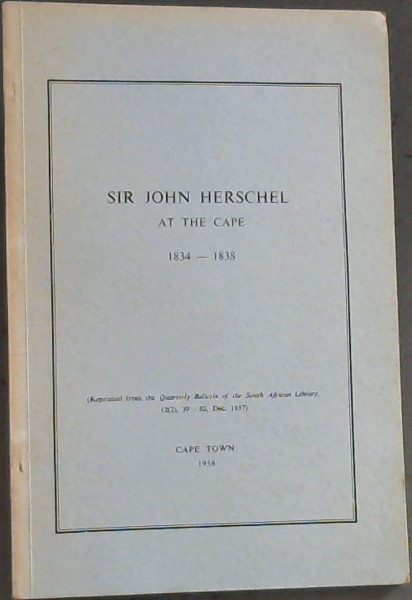 SIR JOHN HERSCHEL
AT THE CAPE
1834 — 1838
(Reprinted from the Quarterly Bulletin of the South African Library,
12(2), 39 - 82, Dec. 1957)
CAPE TOWN
1958